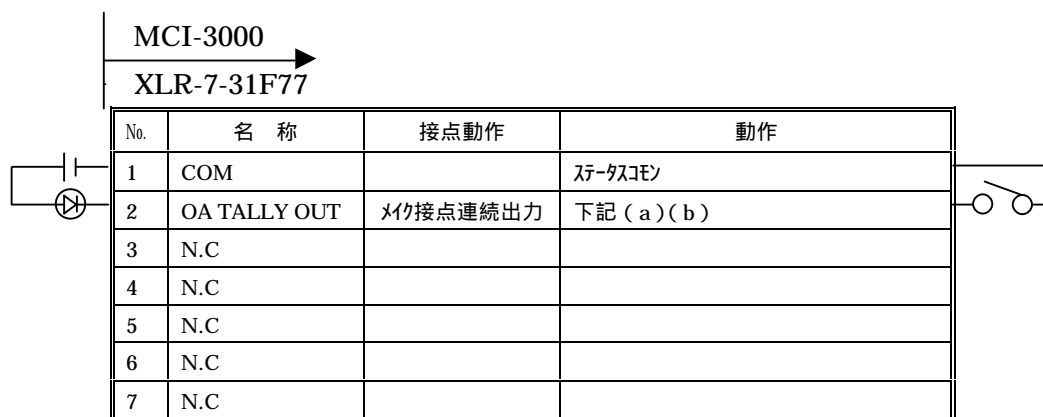 MCI-3000
XLR-7-31F77
No. 名 称 接点動作 動作
1 COM ｽﾃｰﾀｽｺﾓﾝ
2 OA TALLY OUT ﾒｲｸ接点連続出力 下記(a)(b)
3 N.C
4 N.C
5 N.C
6 N.C
7 N.C